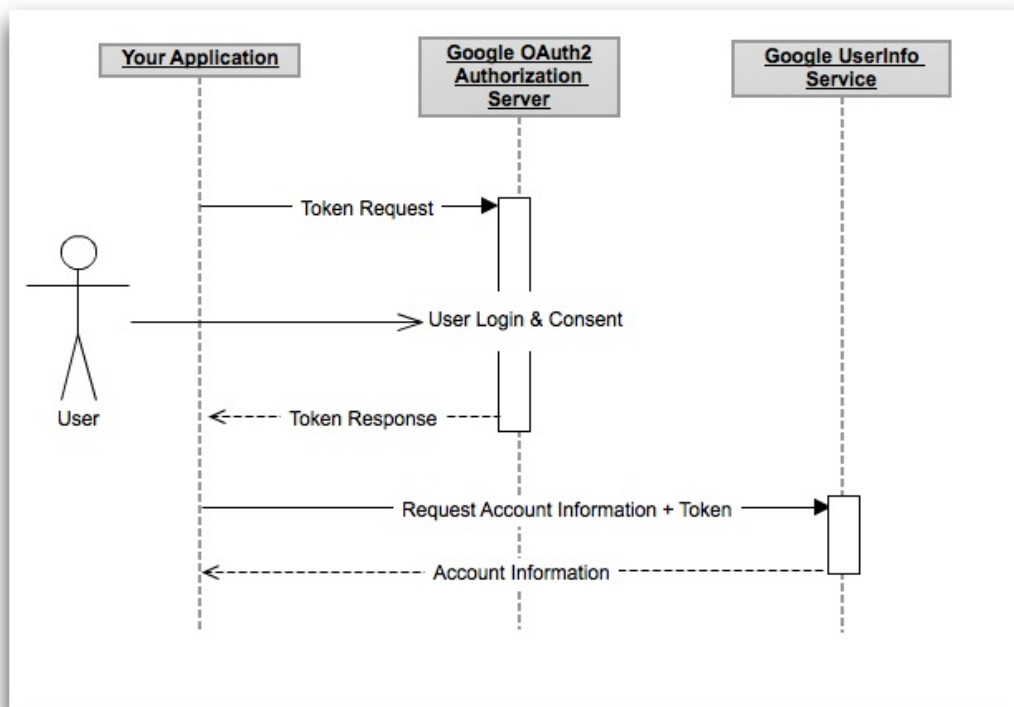 Your Application
Google OAuth2
Authorization
Server
Google UserInfo
Service
Token Request
User Login & Consent
User
Token Response
Request Account Information + Token
Account Information